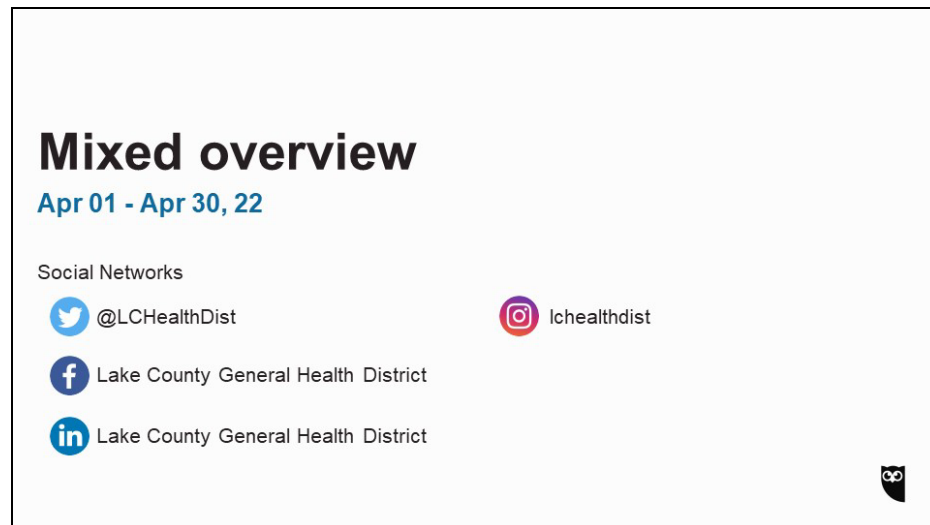 Mixed overview
Apr 01 - Apr 30, 22
Social Networks
@LCHealthDist
lchealthdist
Lake County General Health District
Lake County General Health District